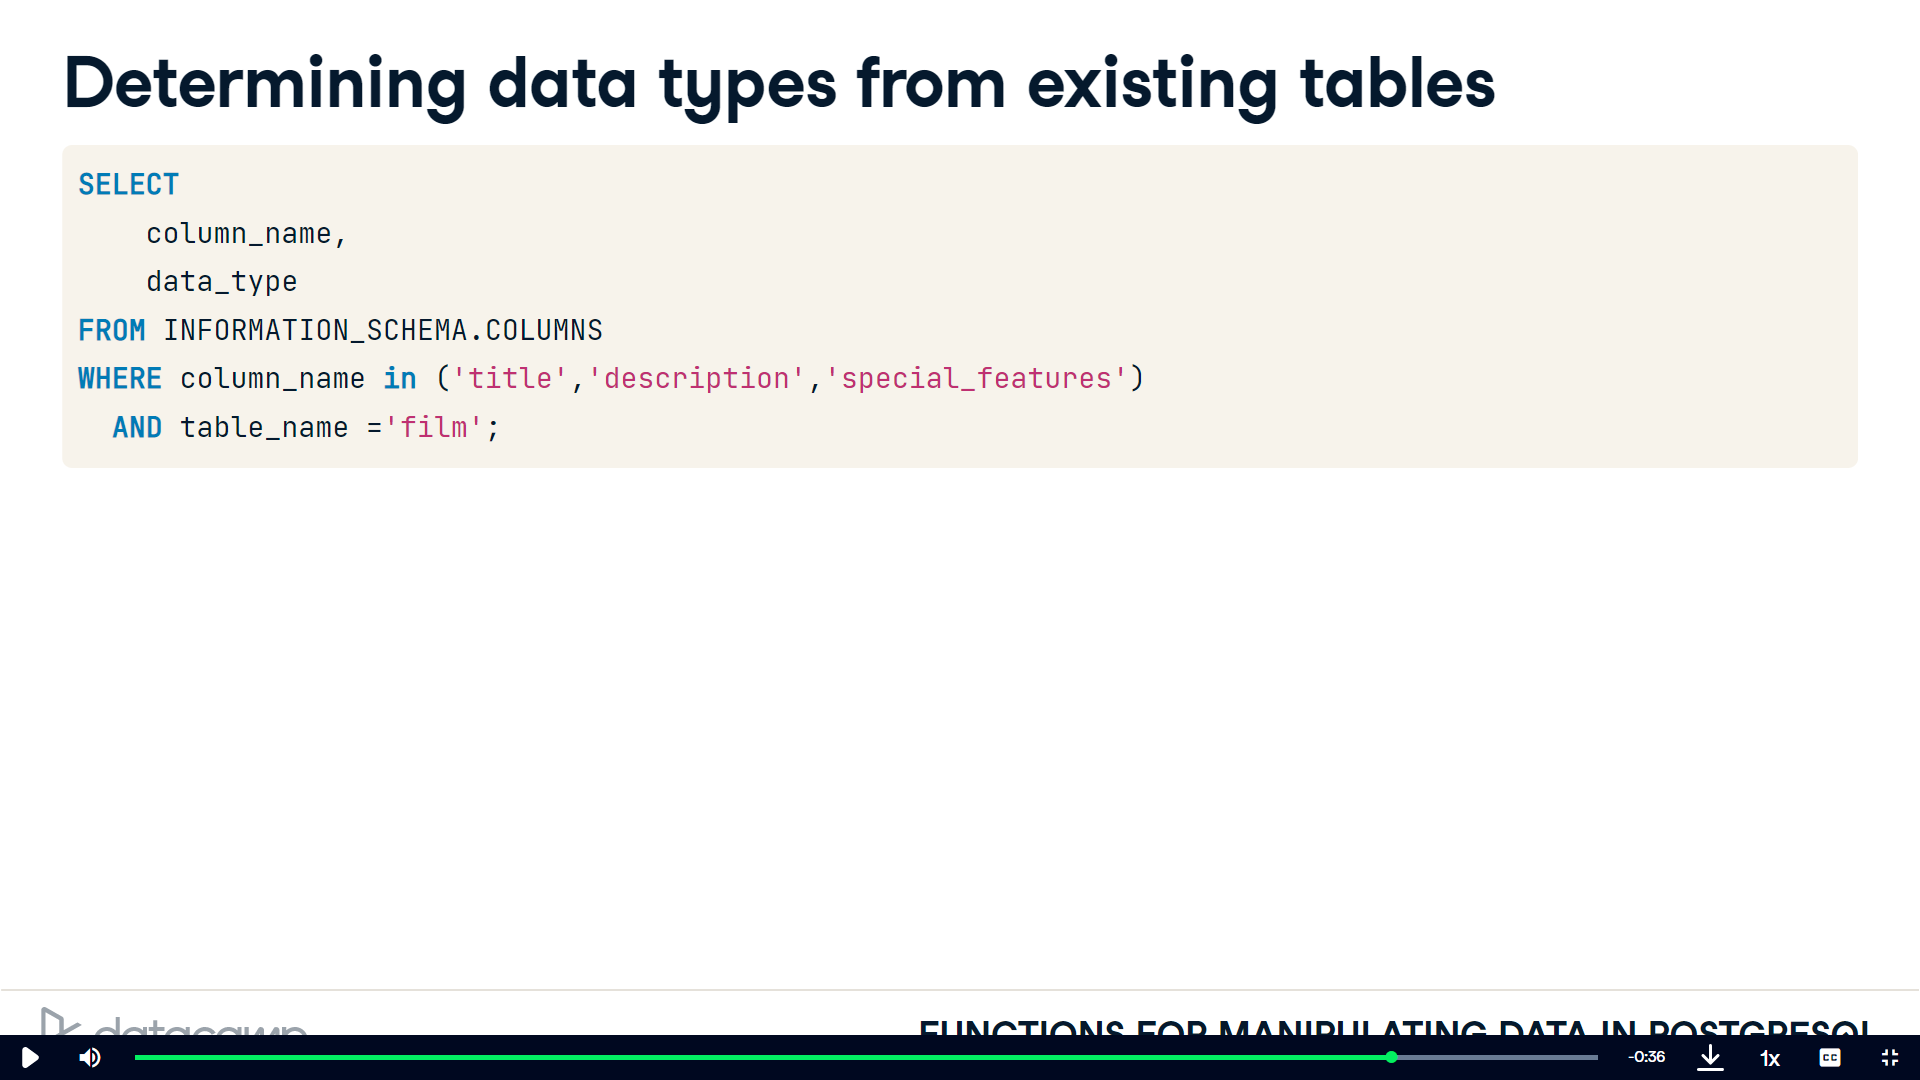 Determining data types from existing tables
SELECT
    column_name,
    data_type
FROM INFORMATION_SCHEMA.COLUMNS
WHERE column_name in ('title','description','special_features')
  AND table_name ='film';
datacamp
FUNCTIONS FOR MANIPULATING DATA IN POSTGRESQL
-0:36
1x
CC